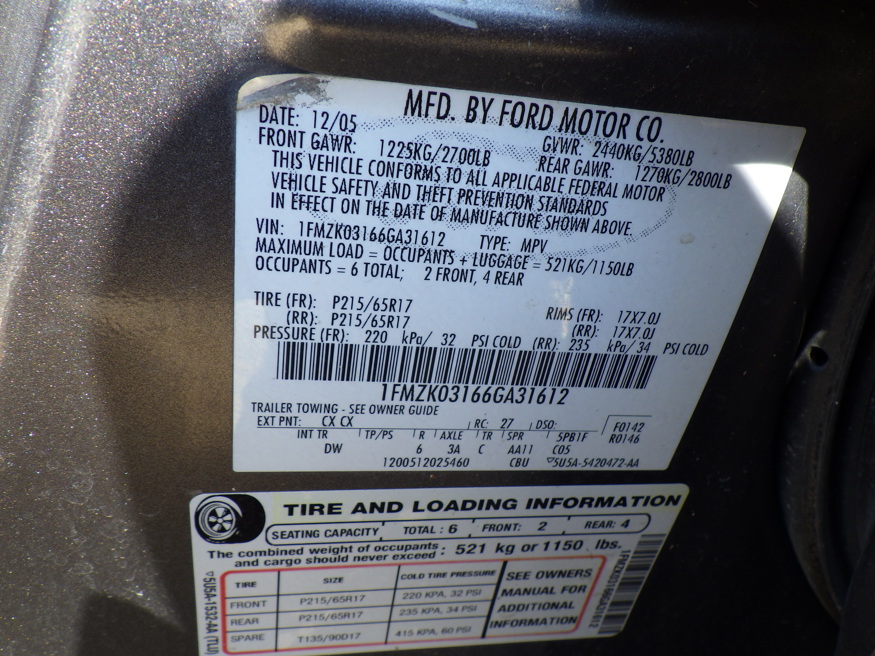 MFD. BY FORD MOTOR CO.
DATE: 12/05 GVWR: 2440KG/5380LB
FRONT GAWR: 1225KG/2700LB REAR GAWR: 1270KG/2800LB
THIS VEHICLE CONFORMS TO ALL APPLICABLE FEDERAL MOTOR
VEHICLE SAFETY AND THEFT PREVENTION STANDARDS
IN EFFECT ON THE DATE OF MANUFACTURE SHOWN ABOVE.
VIN: 1FMZK03166GA31612 TYPE: MPV
MAXIMUM LOAD = OCCUPANTS + LUGGAGE = 521KG/1150LB
OCCUPANTS = 6 TOTAL; 2 FRONT, 4 REAR
TIRE (FR): P215/65R17 RIMS (FR): 17X7.0J
(RR): P215/65R17 (RR): 17X7.0J
PRESSURE (FR): 220 kPa/ 32 PSI COLD (RR): 235 kPa/ 34 PSI COLD
1FMZK03166GA31612
TRAILER TOWING - SEE OWNER GUIDE
EXT PNT: CX CX RC: 27 DSO: F0142
INT TR TP/PS R AXLE TR SPR 5PB1F R0146
DW 6 3A C AA11 C05
1200512025460 CBU ▽5U5A-5420472-AA
TIRE AND LOADING INFORMATION
SEATING CAPACITY TOTAL: 6 FRONT: 2 REAR: 4
The combined weight of occupants
and cargo should never exceed: 521 kg or 1150 lbs.
TIRE SIZE COLD TIRE PRESSURE
FRONT P215/65R17 220 KPA, 32 PSI
REAR P215/65R17 235 KPA, 34 PSI
SPARE T135/90D17 415 KPA, 60 PSI
SEE OWNERS
MANUAL FOR
ADDITIONAL
INFORMATION
▽5U5A-1532-AA (TLU)
1FMZK03166GA31612